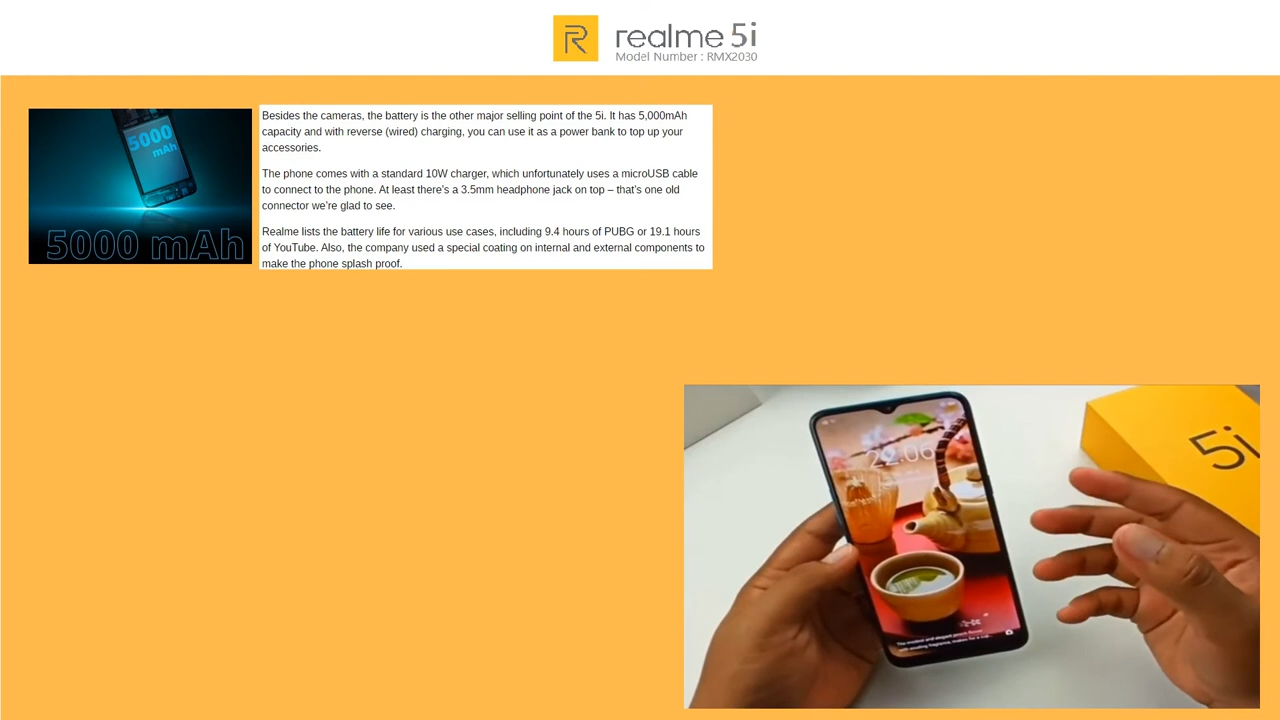 realme 5i
Model Number : RMX2030
5000
mAh
5000 mAh
Besides the cameras, the battery is the other major selling point of the 5i. It has 5,000mAh
capacity and with reverse (wired) charging, you can use it as a power bank to top up your
accessories.
The phone comes with a standard 10W charger, which unfortunately uses a microUSB cable
to connect to the phone. At least there's a 3.5mm headphone jack on top – that's one old
connector we're glad to see.
Realme lists the battery life for various use cases, including 9.4 hours of PUBG or 19.1 hours
of YouTube. Also, the company used a special coating on internal and external components to
make the phone splash proof.
22:06
5i